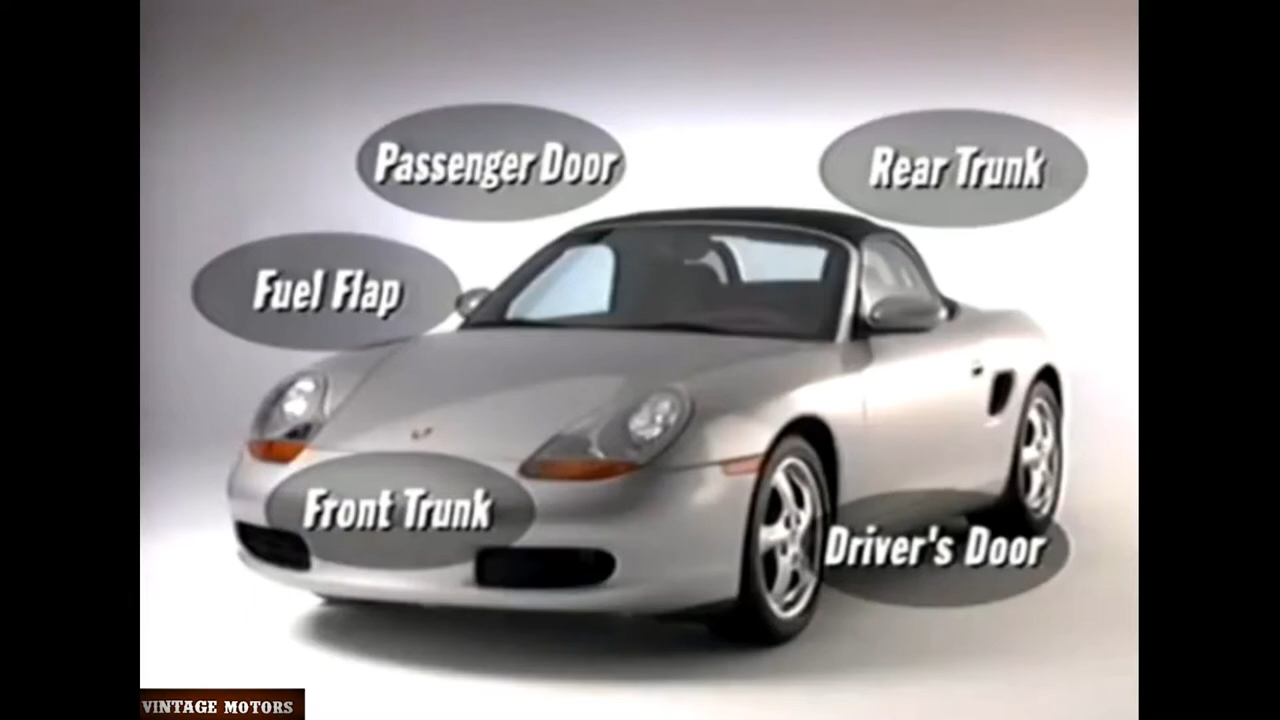 Passenger Door
Rear Trunk
Fuel Flap
Front Trunk
Driver's Door
VINTAGE MOTORS